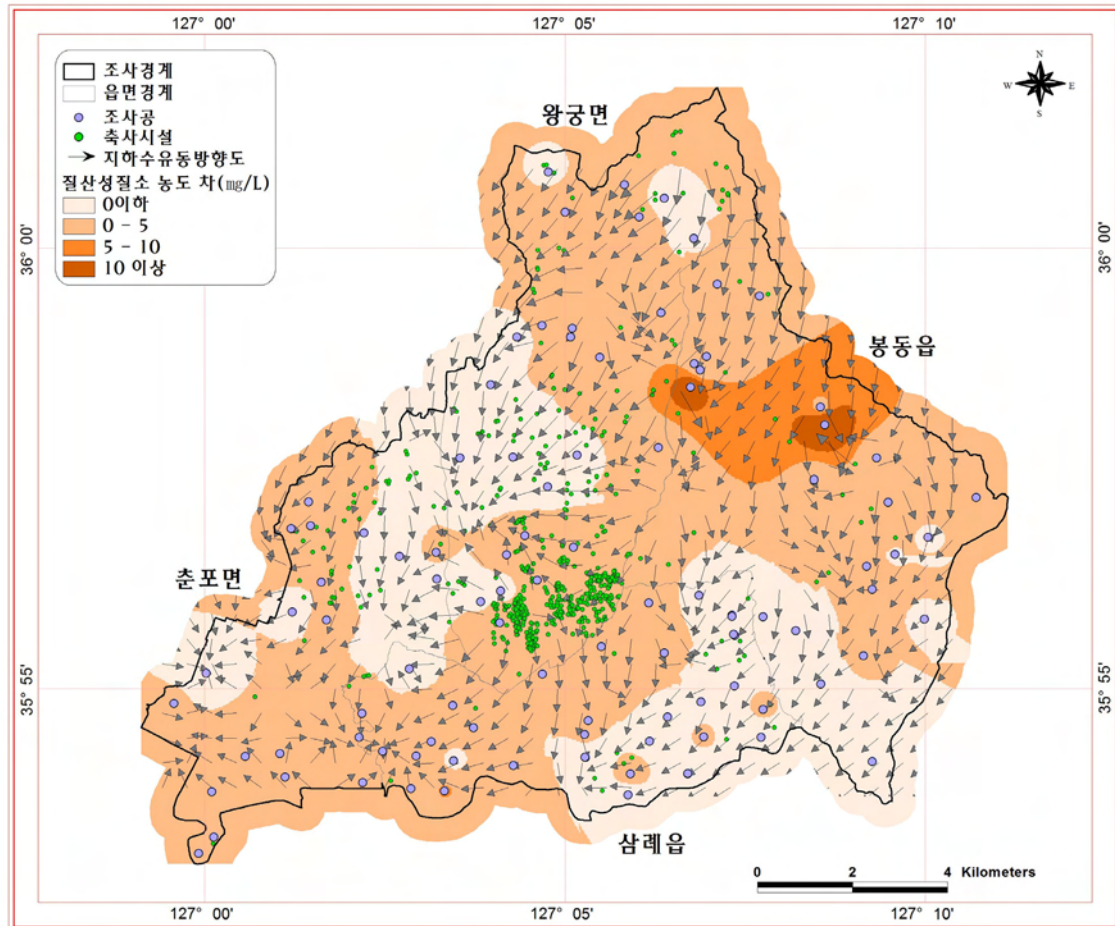 127° 00'
127° 05'
127° 10'
조사경계
읍면경계
조사공
축사시설
지하수유동방향도
질산성질소 농도 차(㎎/L)
0이하
0 - 5
5 - 10
10 이상
N
W
E
S
왕궁면
36° 00'
36° 00'
봉동읍
춘포면
35° 55'
35° 55'
삼례읍
0 2 4 Kilometers
127° 00'
127° 05'
127° 10'